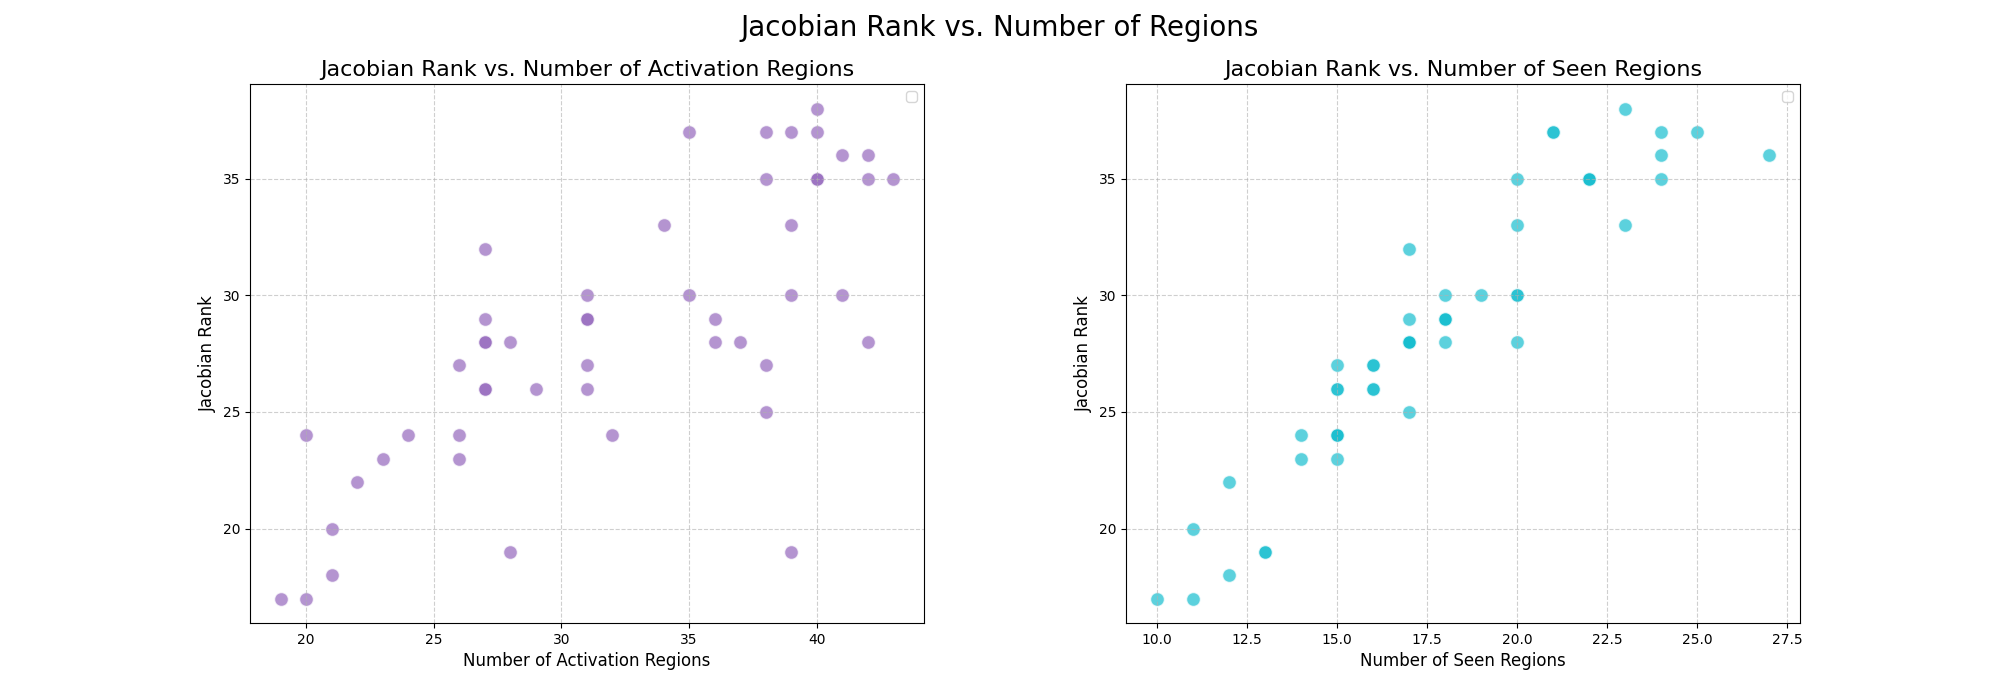 Jacobian Rank vs. Number of Regions
Jacobian Rank vs. Number of Activation Regions
Jacobian Rank
35
30
25
20
20 25 30 35 40
Number of Activation Regions
Jacobian Rank vs. Number of Seen Regions
Jacobian Rank
35
30
25
20
10.0 12.5 15.0 17.5 20.0 22.5 25.0 27.5
Number of Seen Regions